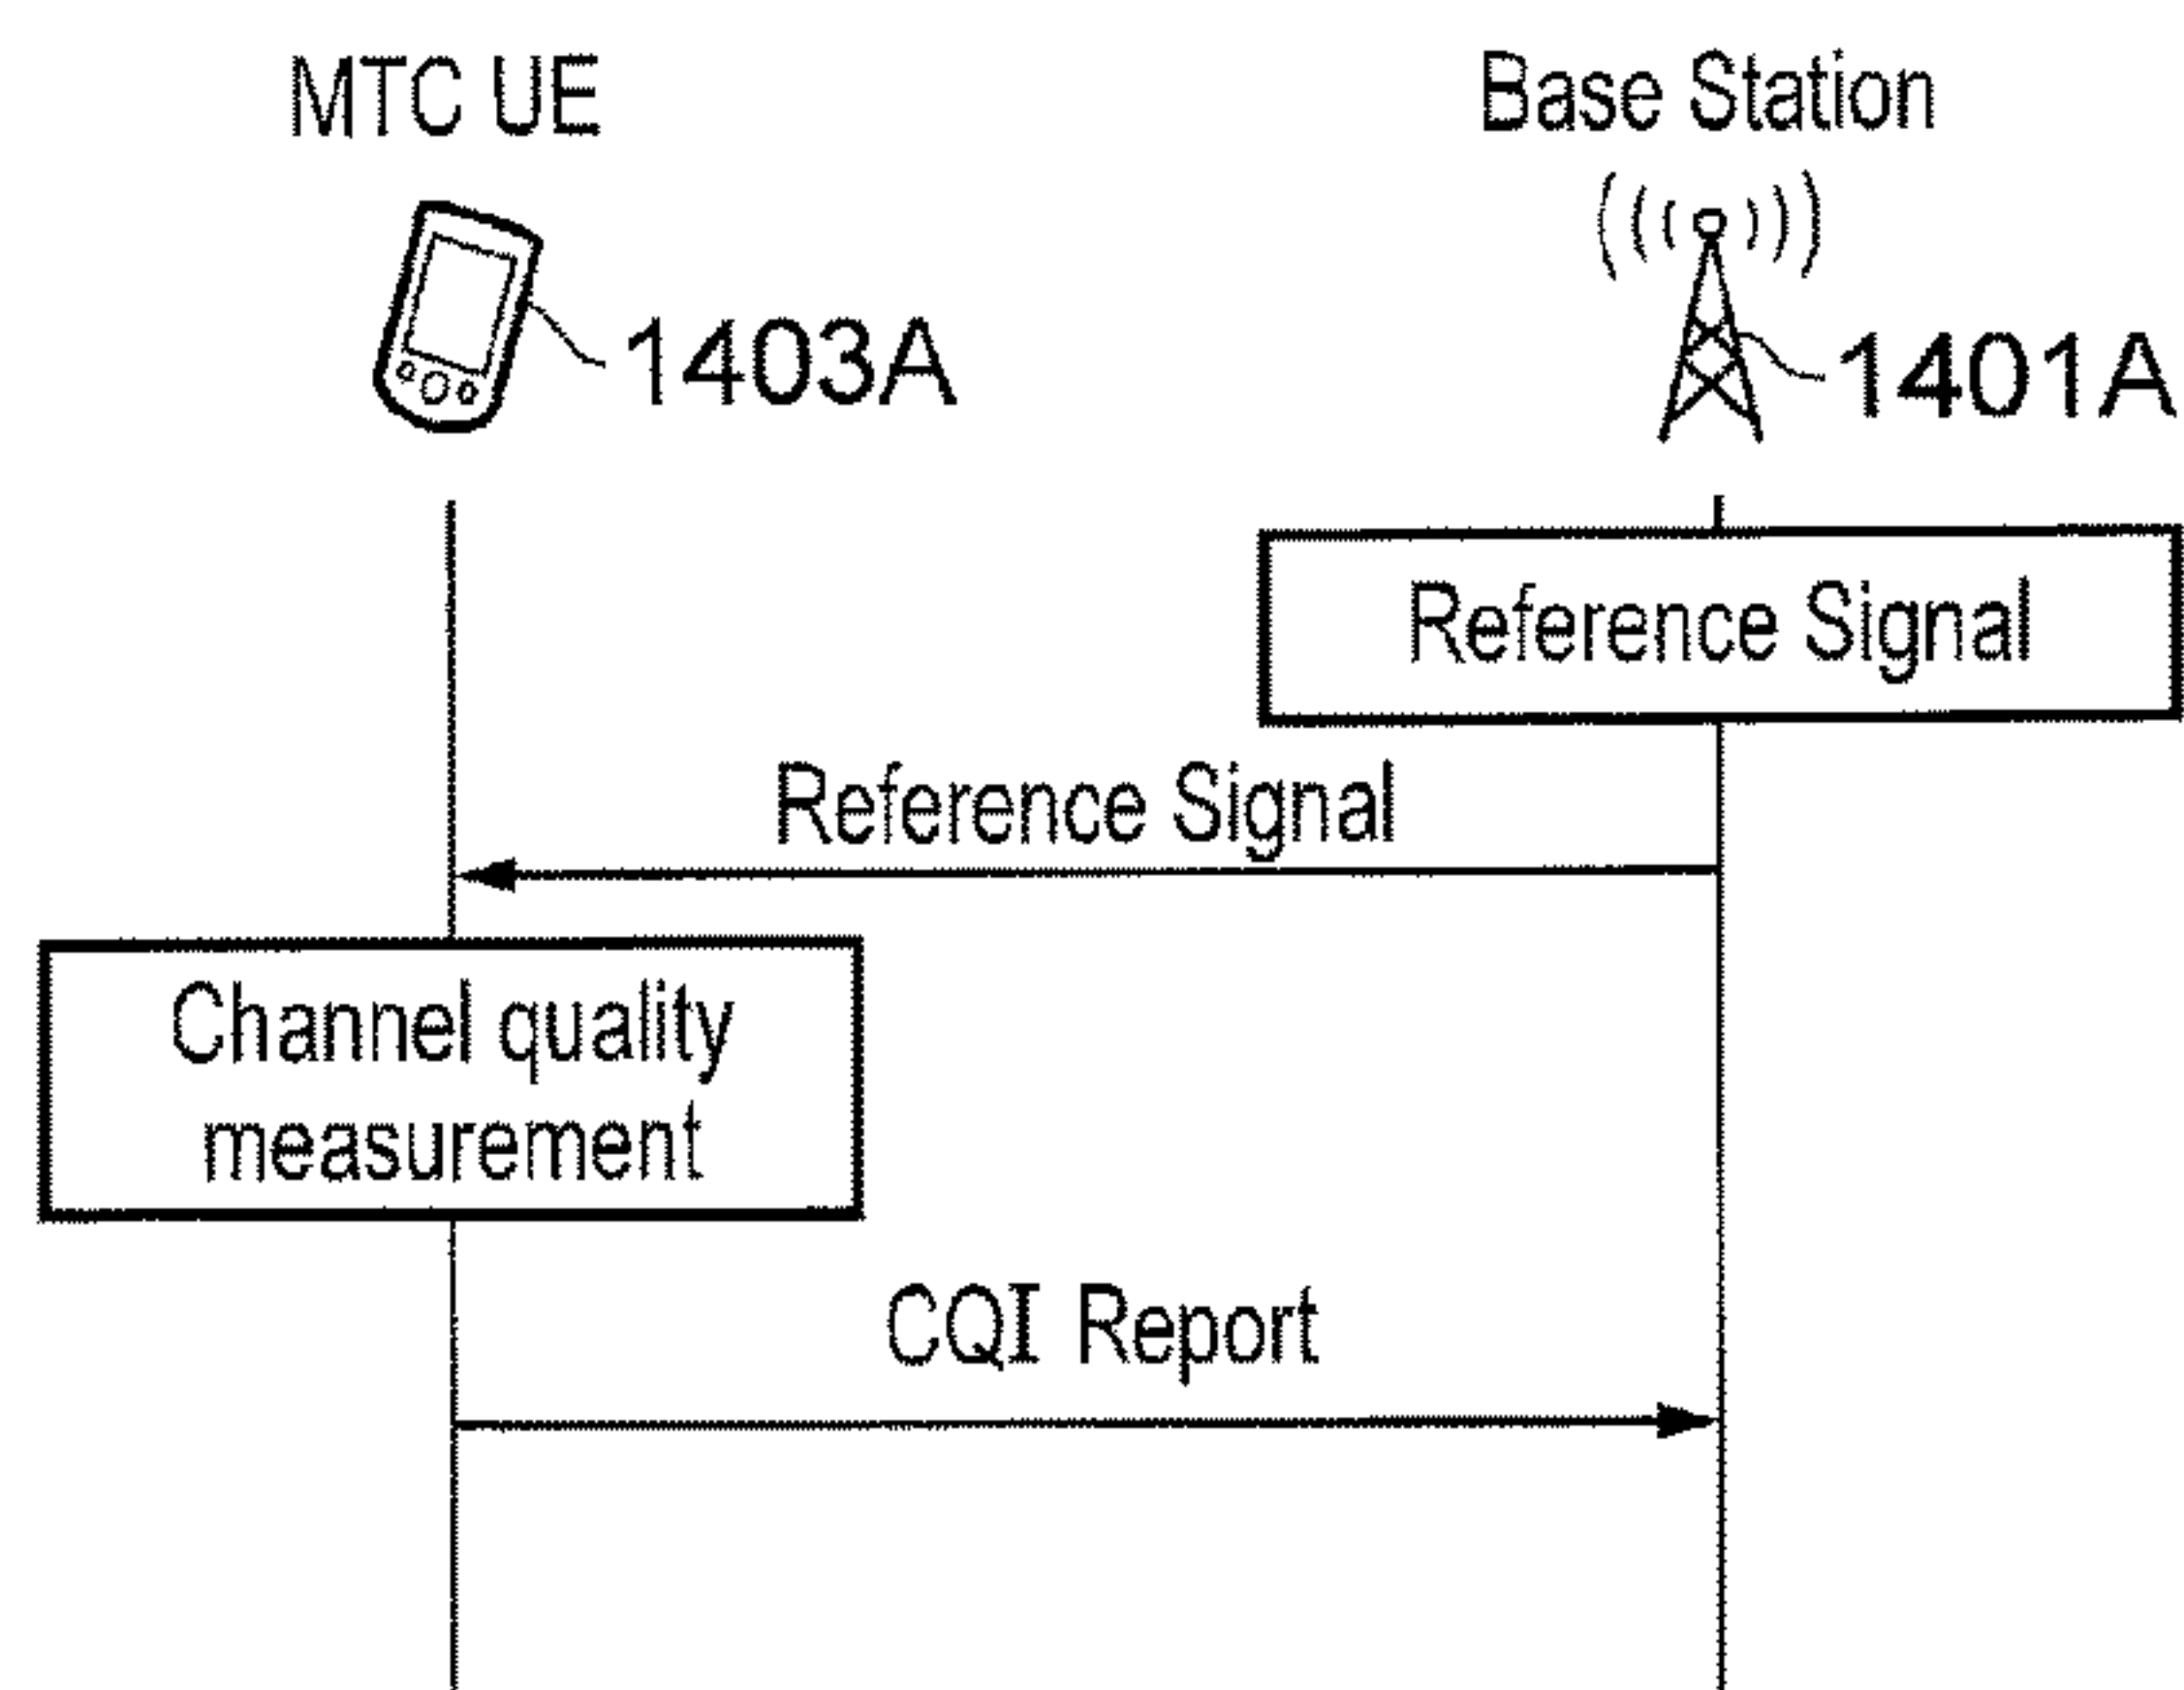 MTC UE
Base Station
1403A
1401A
Reference Signal
Reference Signal
Channel quality
measurement
CQI Report